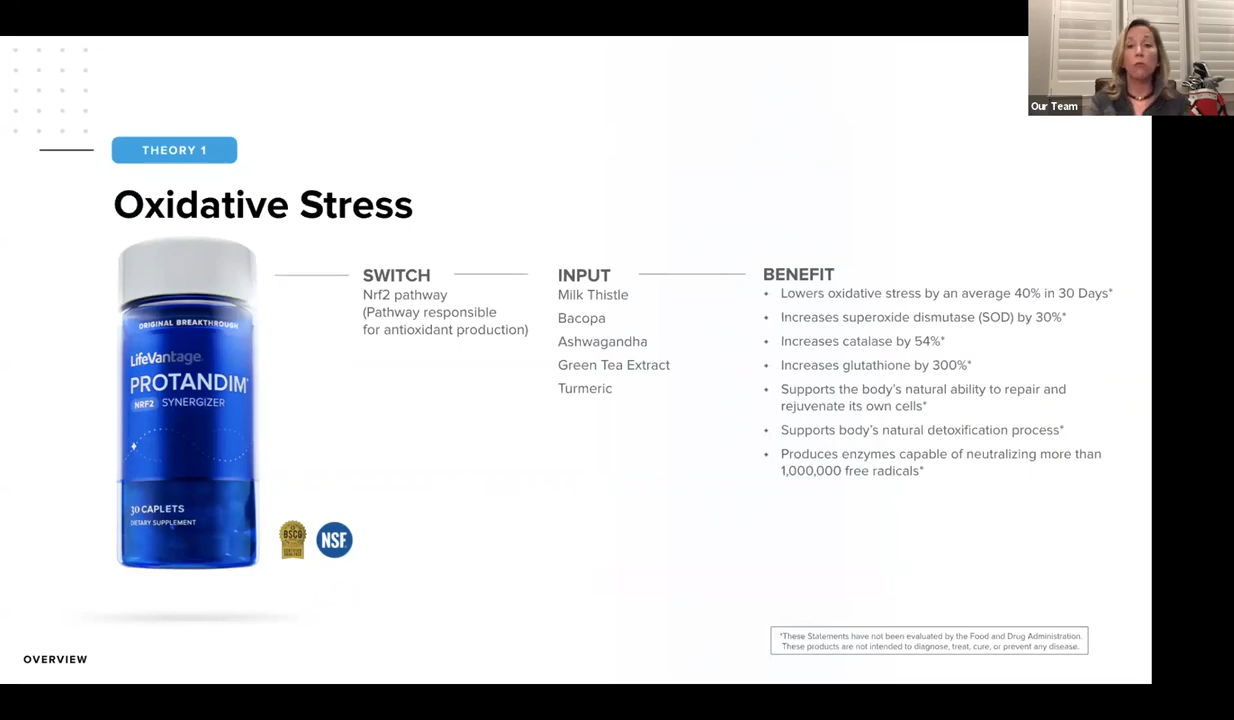 Our Team
THEORY 1
Oxidative Stress
ORIGINAL BREAKTHROUGH
LifeVantage
PROTANDIM
NRF2 SYNERGIZER
30 CAPLETS
DIETARY SUPPLEMENT
BSCG
NSF
SWITCH
Nrf2 pathway
(Pathway responsible
for antioxidant production)
INPUT
Milk Thistle
Bacopa
Ashwagandha
Green Tea Extract
Turmeric
BENEFIT
• Lowers oxidative stress by an average 40% in 30 Days*
• Increases superoxide dismutase (SOD) by 30%*
• Increases catalase by 54%*
• Increases glutathione by 300%*
• Supports the body's natural ability to repair and
rejuvenate its own cells*
• Supports body's natural detoxification process*
• Produces enzymes capable of neutralizing more than
1,000,000 free radicals*
*These Statements have not been evaluated by the Food and Drug Administration.
These products are not intended to diagnose, treat, cure, or prevent any disease.
OVERVIEW